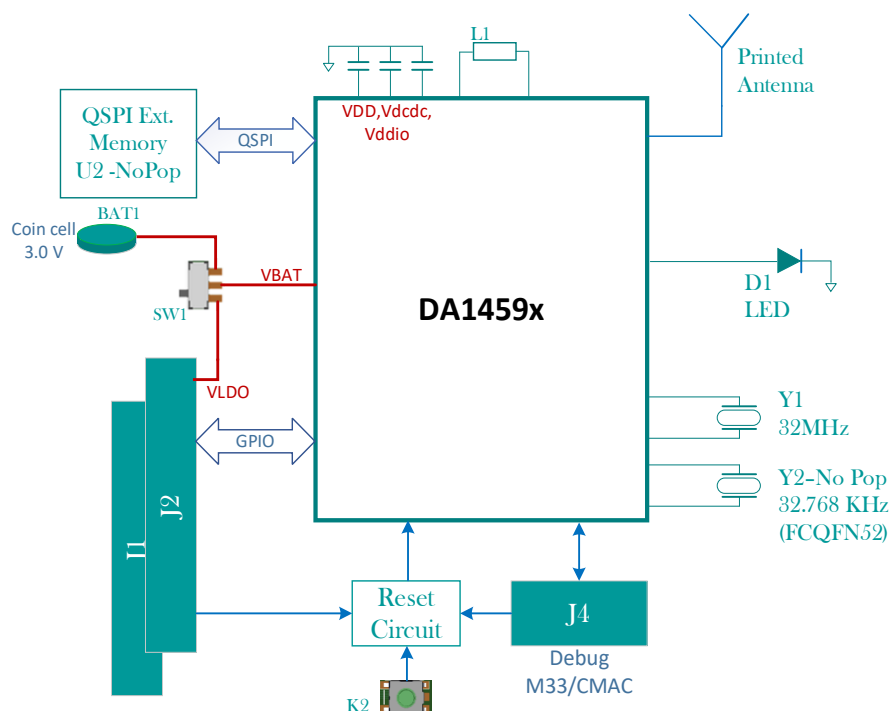 L1
Printed
Antenna
VDD,Vdcdc,
Vddio
QSPI Ext.
Memory
U2 -NoPop
QSPI
BAT1
Coin cell
3.0 V
VBAT
SW1
DA1459x
D1
LED
VLDO
GPIO
Y1
32MHz
Y2-No Pop
32.768 KHz
(FCQFN52)
J2
J1
Reset
Circuit
J4
Debug
M33/CMAC
K2